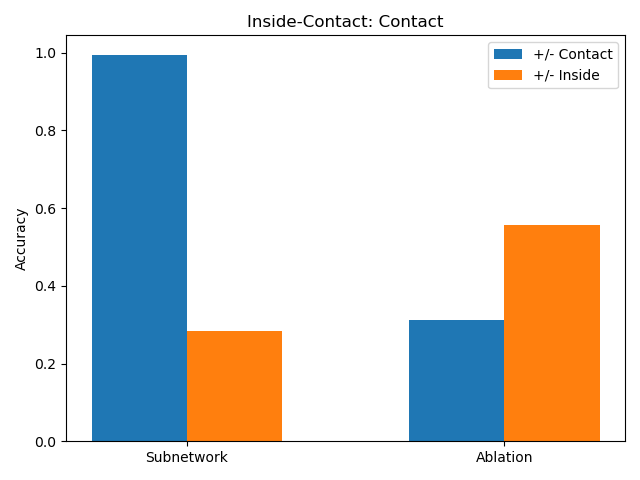 Inside-Contact: Contact
+/- Contact
+/- Inside
Accuracy
1.0
0.8
0.6
0.4
0.2
0.0
Subnetwork
Ablation